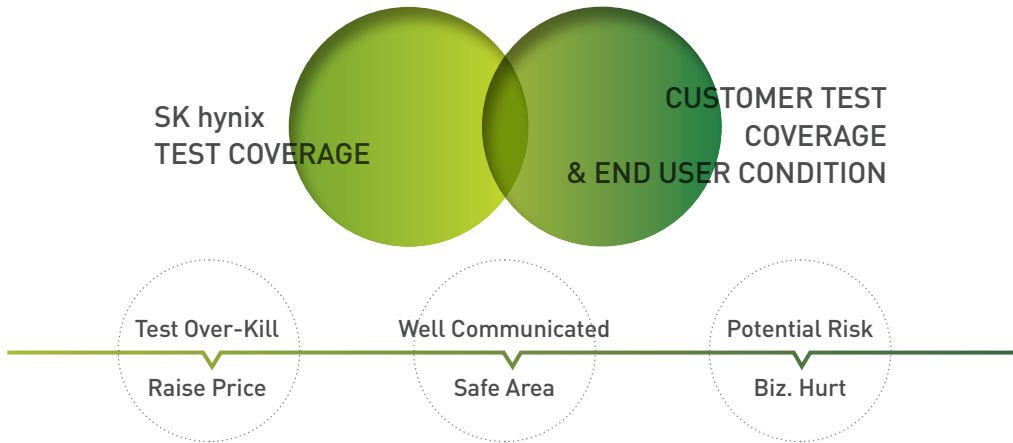 SK hynix
TEST COVERAGE
CUSTOMER TEST
COVERAGE
& END USER CONDITION
Test Over-Kill
Raise Price
Well Communicated
Safe Area
Potential Risk
Biz. Hurt